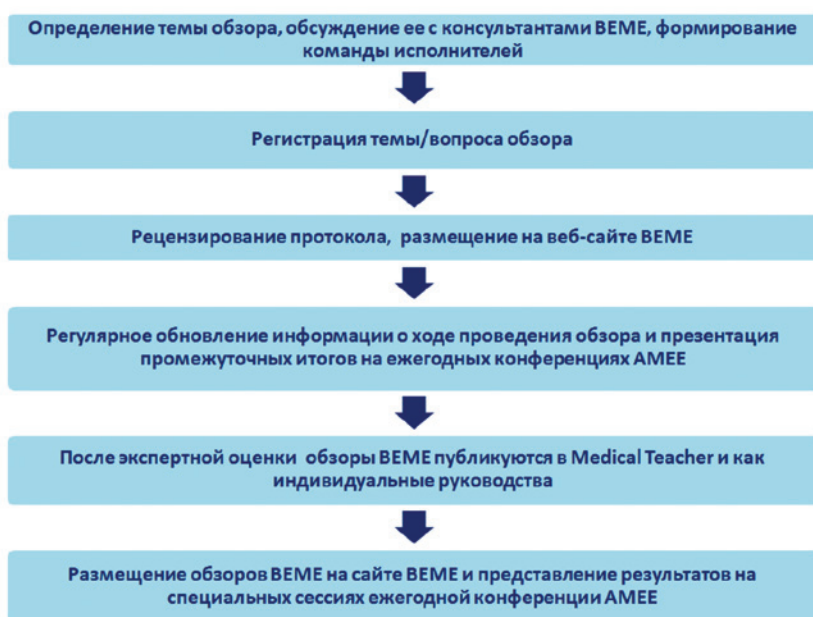 Определение темы обзора, обсуждение ее с консультантами BEME, формирование
команды исполнителей
Регистрация темы/вопроса обзора
Рецензирование протокола, размещение на веб-сайте BEME
Регулярное обновление информации о ходе проведения обзора и презентация
промежуточных итогов на ежегодных конференциях AMEE
После экспертной оценки обзоры BEME публикуются в Medical Teacher и как
индивидуальные руководства
Размещение обзоров BEME на сайте BEME и представление результатов на
специальных сессиях ежегодной конференции AMEE